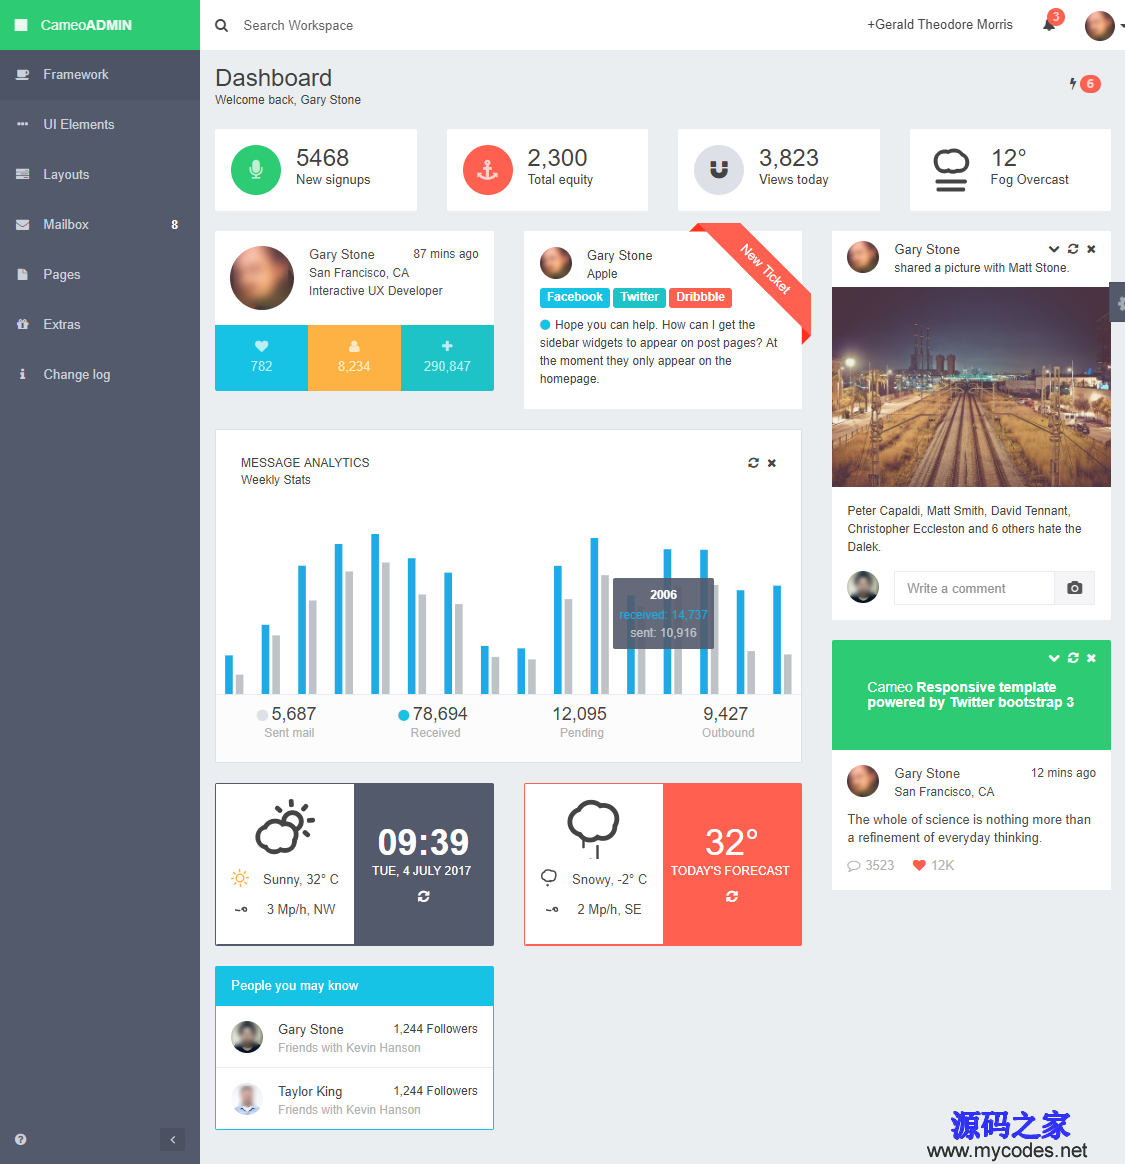 CameoADMIN
Search Workspace
+Gerald Theodore Morris
3
Framework
UI Elements
Layouts
Mailbox 8
Pages
Extras
Change log
Dashboard
Welcome back, Gary Stone
6
5468
New signups
2,300
Total equity
3,823
Views today
12°
Fog Overcast
Gary Stone 87 mins ago
San Francisco, CA
Interactive UX Developer
782
8,234
290,847
Gary Stone
Apple
New Ticket
Facebook Twitter Dribbble
Hope you can help. How can I get the
sidebar widgets to appear on post pages? At
the moment they only appear on the
homepage.
Gary Stone
shared a picture with Matt Stone.
Peter Capaldi, Matt Smith, David Tennant,
Christopher Eccleston and 6 others hate the
Dalek.
Write a comment
MESSAGE ANALYTICS
Weekly Stats
2006
received: 14,737
sent: 10,916
5,687
Sent mail
78,694
Received
12,095
Pending
9,427
Outbound
Cameo Responsive template
powered by Twitter bootstrap 3
Gary Stone 12 mins ago
San Francisco, CA
The whole of science is nothing more than
a refinement of everyday thinking.
3523 12K
Sunny, 32° C
3 Mp/h, NW
09:39
TUE, 4 JULY 2017
Snowy, -2° C
2 Mp/h, SE
32°
TODAY'S FORECAST
People you may know
Gary Stone 1,244 Followers
Friends with Kevin Hanson
Taylor King 1,244 Followers
Friends with Kevin Hanson
源码之家
www.mycodes.net